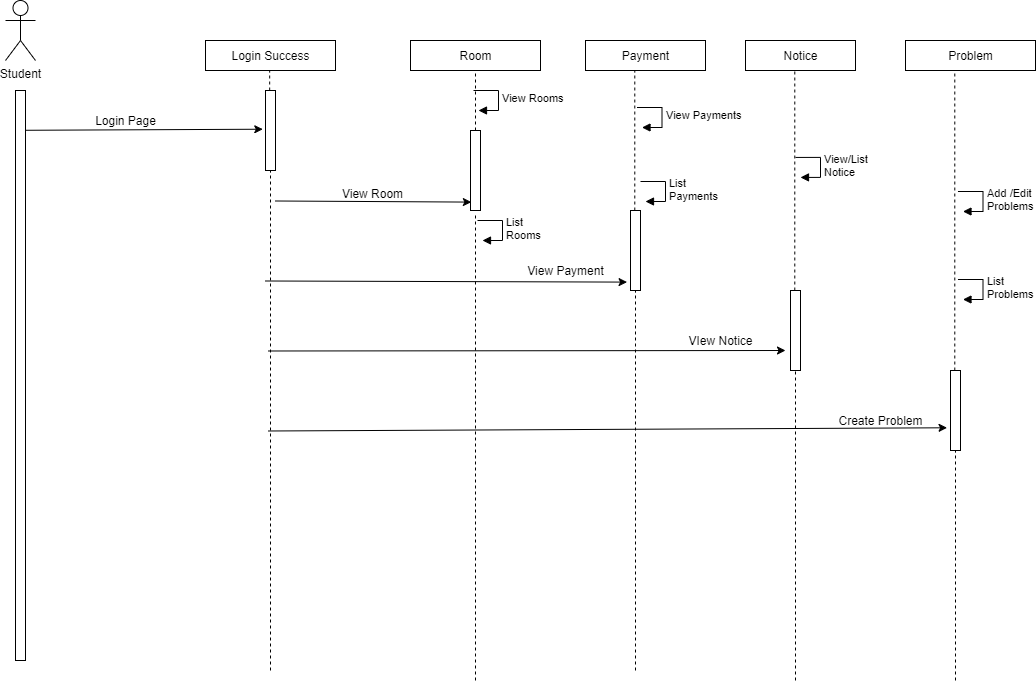 Student
Login Success
Room
Payment
Notice
Problem
View Rooms
View Payments
Login Page
View/List
Notice
List
Payments
View Room
Add /Edit
Problems
List
Rooms
View Payment
List
Problems
VIew Notice
Create Problem